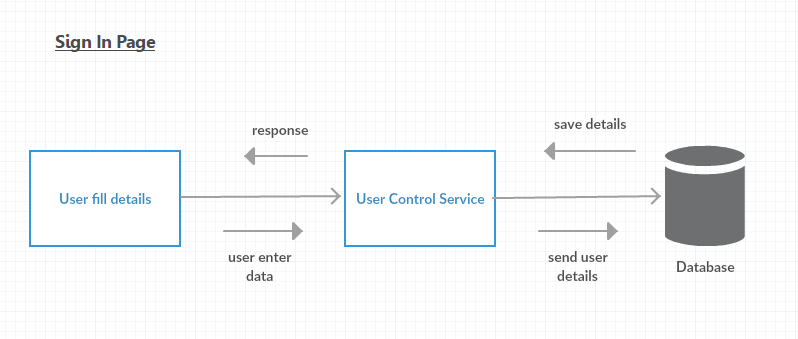 Sign In Page
response
save details
User fill details
User Control Service
user enter
data
send user
details
Database